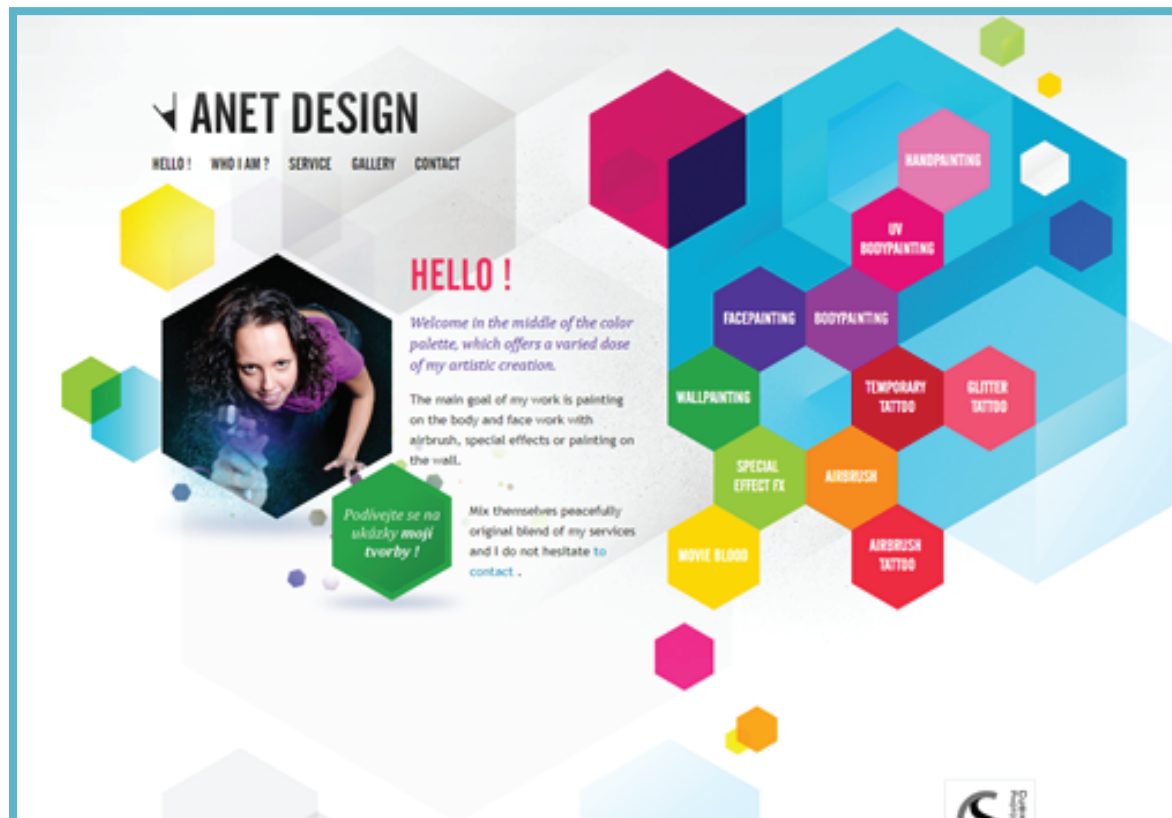 ANET DESIGN
HELLO ! WHO I AM ? SERVICE GALLERY CONTACT
HELLO !
Welcome in the middle of the color
palette, which offers a varied dose
of my artistic creation.
The main goal of my work is painting
on the body and face work with
airbrush, special effects or painting on
the wall.
Podívejte se na
ukázky mojí
tvorby !
Mix themselves peacefully
original blend of my services
and I do not hesitate to
contact .
HANDPAINTING
UV
BODYPAINTING
FACEPAINTING
BODYPAINTING
WALLPAINTING
TEMPORARY
TATTOO
GLITTER
TATTOO
SPECIAL
EFFECT FX
AIRBRUSH
MOVIE BLOOD
AIRBRUSH
TATTOO